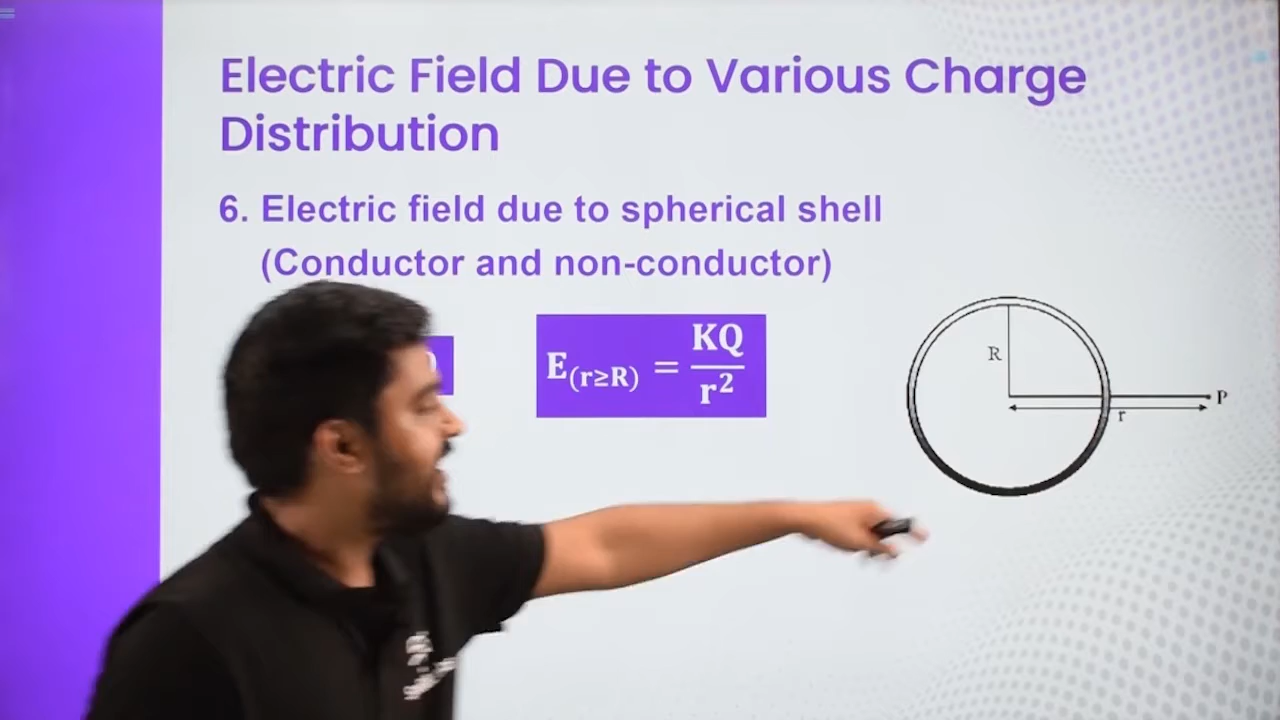 Electric Field Due to Various Charge
Distribution
6. Electric field due to spherical shell
(Conductor and non-conductor)
E(r≥R) = KQ/r²
R
P
r